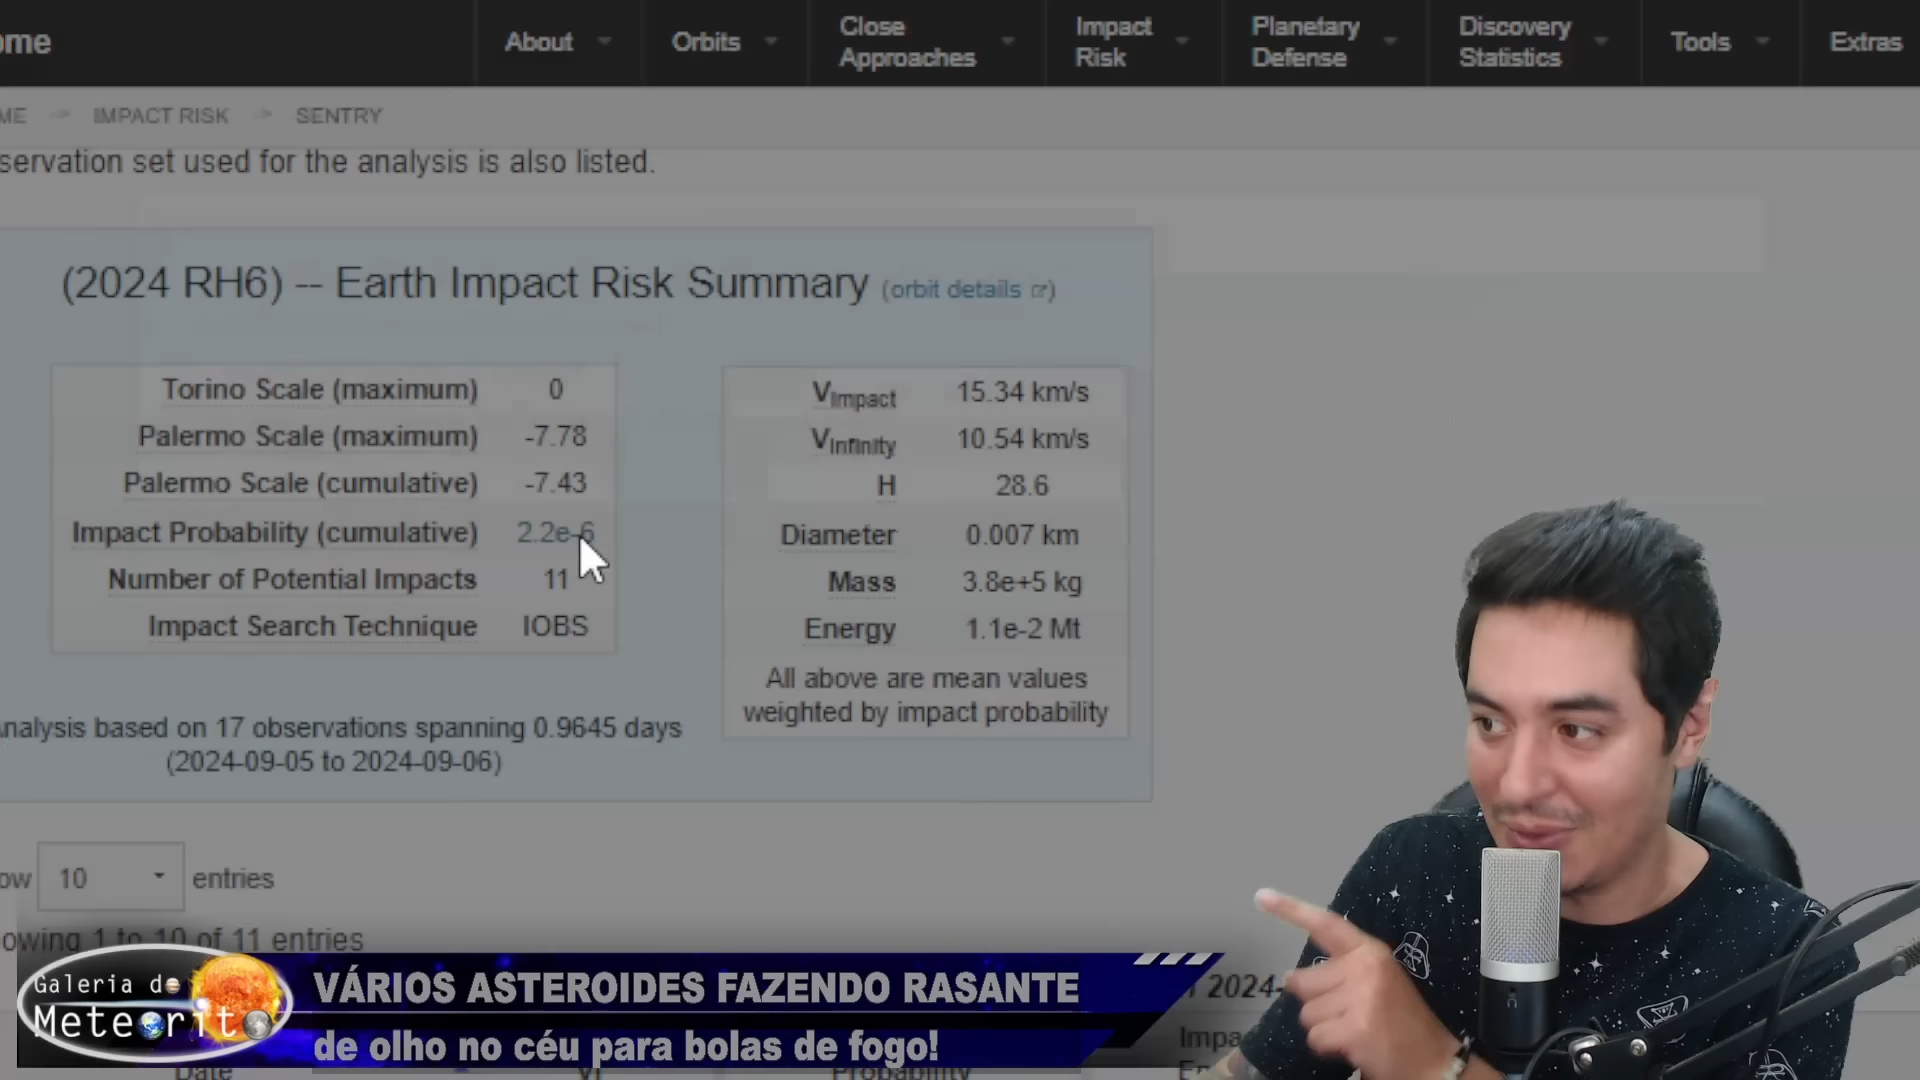 ome
About
Orbits
Close
Approaches
Impact
Risk
Planetary
Defense
Discovery
Statistics
Tools
Extras
ME
IMPACT RISK
SENTRY
servation set used for the analysis is also listed.
(2024 RH6) -- Earth Impact Risk Summary (orbit details)
Torino Scale (maximum) 0
Palermo Scale (maximum) -7.78
Palermo Scale (cumulative) -7.43
Impact Probability (cumulative) 2.2e-6
Number of Potential Impacts 11
Impact Search Technique IOBS
VImpact 15.34 km/s
VInfinity 10.54 km/s
H 28.6
Diameter 0.007 km
Mass 3.8e+5 kg
Energy 1.1e-2 Mt
All above are mean values
weighted by impact probability
nalysis based on 17 observations spanning 0.9645 days
(2024-09-05 to 2024-09-06)
ow 10 entries
owing 1 to 10 of 11 entries
Galeria do
Meteorito
VÁRIOS ASTEROIDES FAZENDO RASANTE
de olho no céu para bolas de fogo!
2024-
Impa
Date
Probability
En